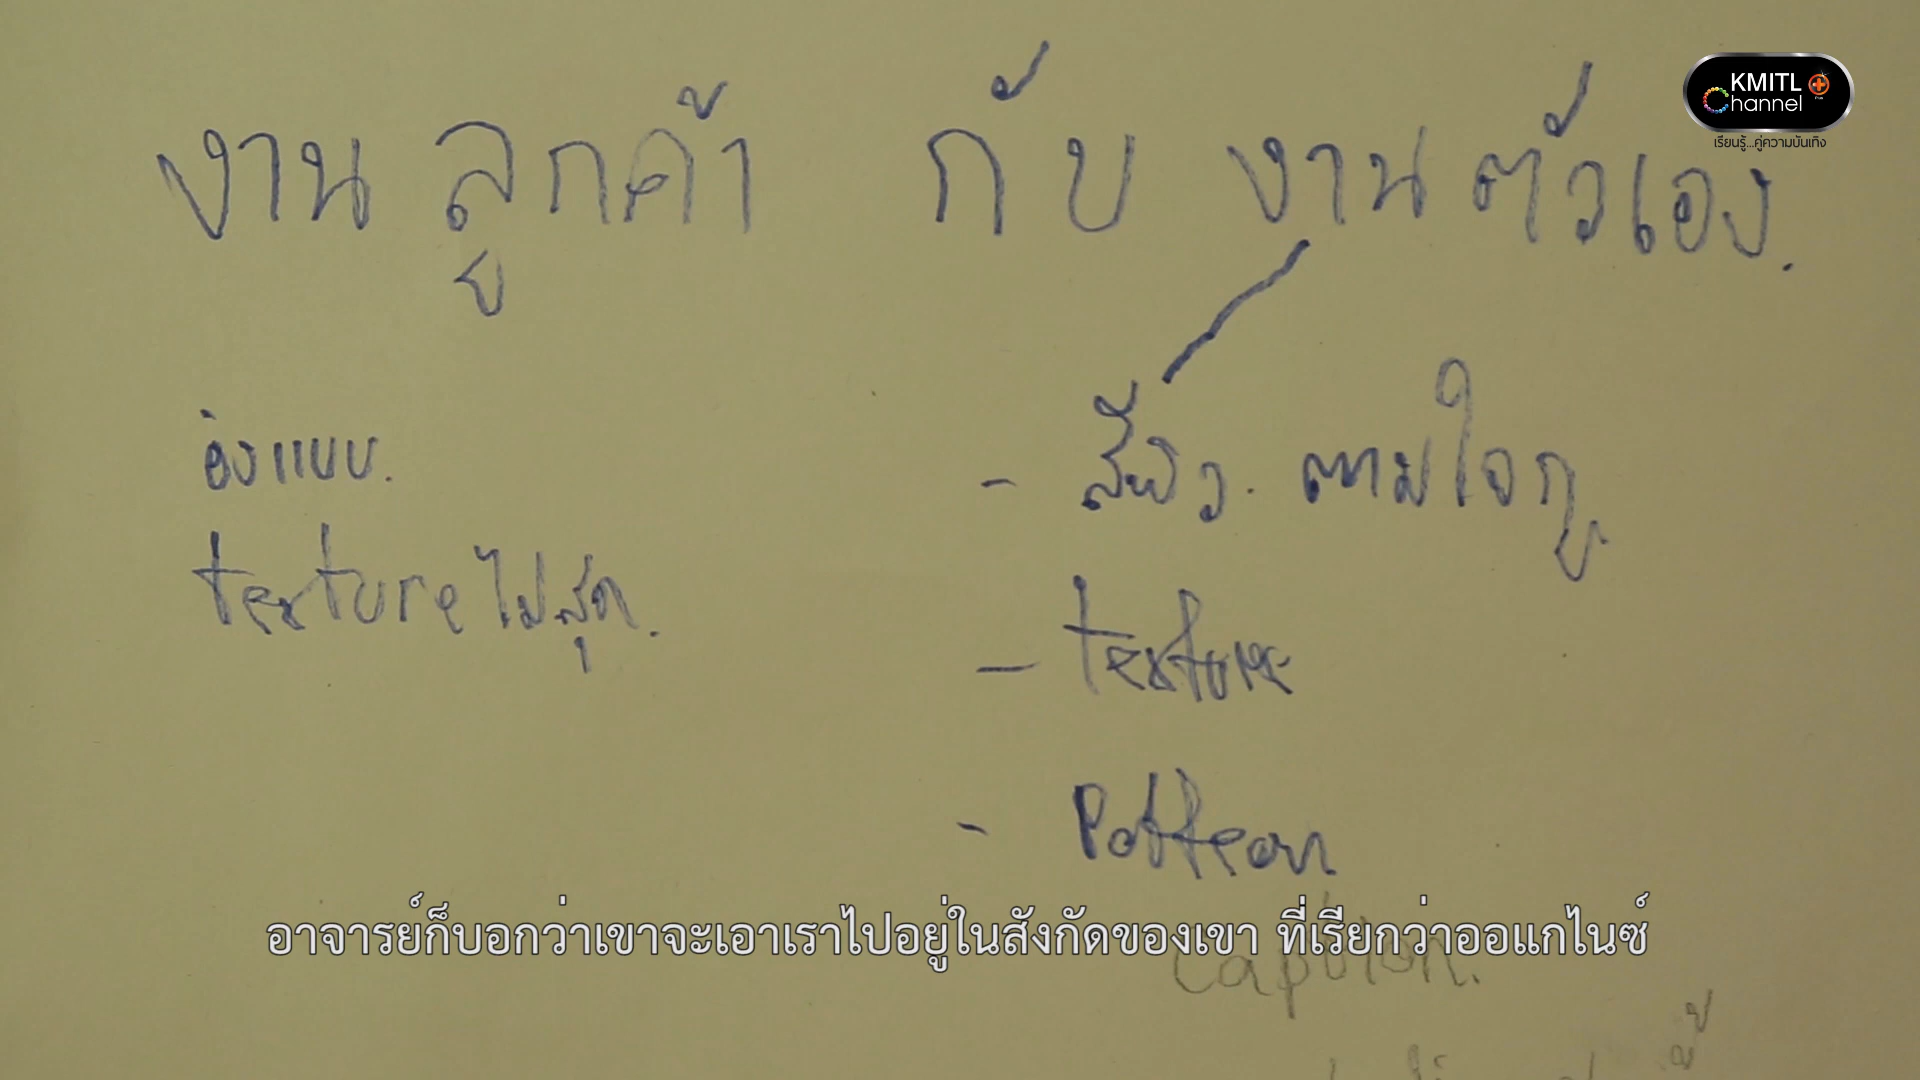 KMITL
Channel
เรียนรู้...คู่ความบันเทิง
งานลูกค้า กับ งานตัวเอง.
อิงแบบ.
texture ไม่สุด.
- สีผิว. ตามใจกู.
- texture
- Pattern
อาจารย์ก็บอกว่าเขาจะเอาเราไปอยู่ในสังกัดของเขา ที่เรียกว่าออแกไนซ์